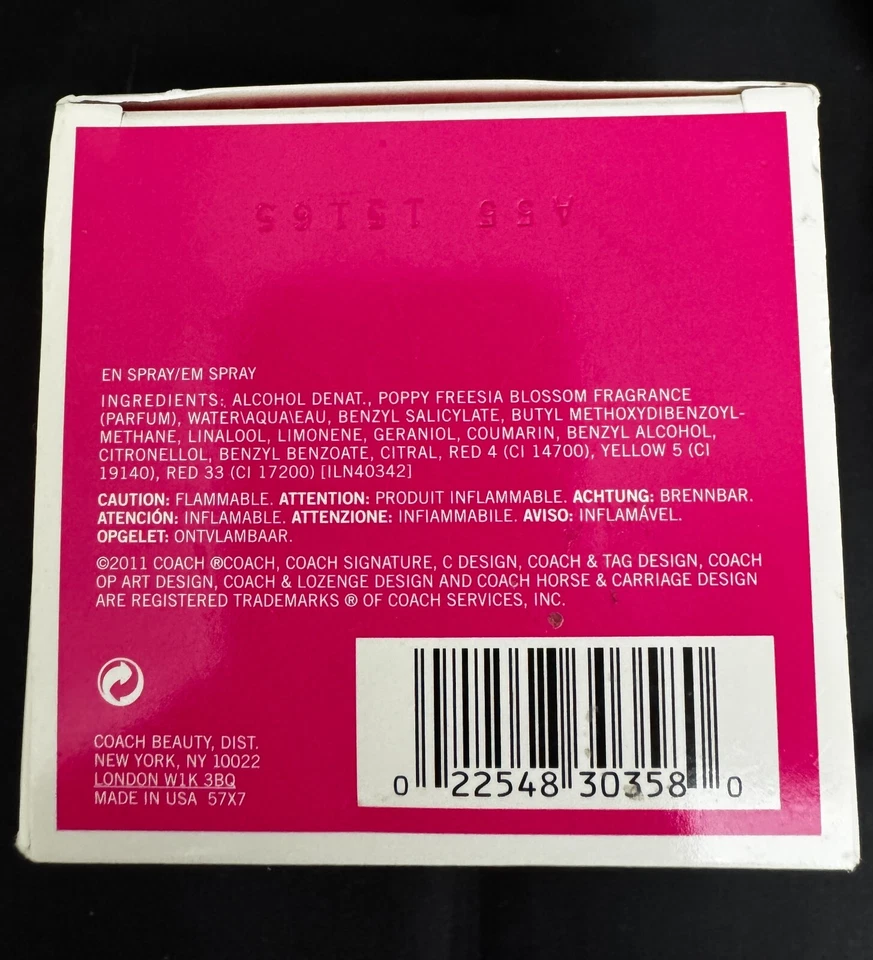 A55 15165
EN SPRAY/EM SPRAY
INGREDIENTS: ALCOHOL DENAT., POPPY FREESIA BLOSSOM FRAGRANCE
(PARFUM), WATER\AQUA\EAU, BENZYL SALICYLATE, BUTYL METHOXYDIBENZOYL-
METHANE, LINALOOL, LIMONENE, GERANIOL, COUMARIN, BENZYL ALCOHOL,
CITRONELLOL, BENZYL BENZOATE, CITRAL, RED 4 (CI 14700), YELLOW 5 (CI
19140), RED 33 (CI 17200) [ILN40342]
CAUTION: FLAMMABLE. ATTENTION: PRODUIT INFLAMMABLE. ACHTUNG: BRENNBAR.
ATENCIÓN: INFLAMABLE. ATTENZIONE: INFIAMMABILE. AVISO: INFLAMÁVEL.
OPGELET: ONTVLAMBAAR.
©2011 COACH ®COACH, COACH SIGNATURE, C DESIGN, COACH & TAG DESIGN, COACH
OP ART DESIGN, COACH & LOZENGE DESIGN AND COACH HORSE & CARRIAGE DESIGN
ARE REGISTERED TRADEMARKS ® OF COACH SERVICES, INC.
COACH BEAUTY, DIST.
NEW YORK, NY 10022
LONDON W1K 3BQ
MADE IN USA 57X7
0 22548 30358 0